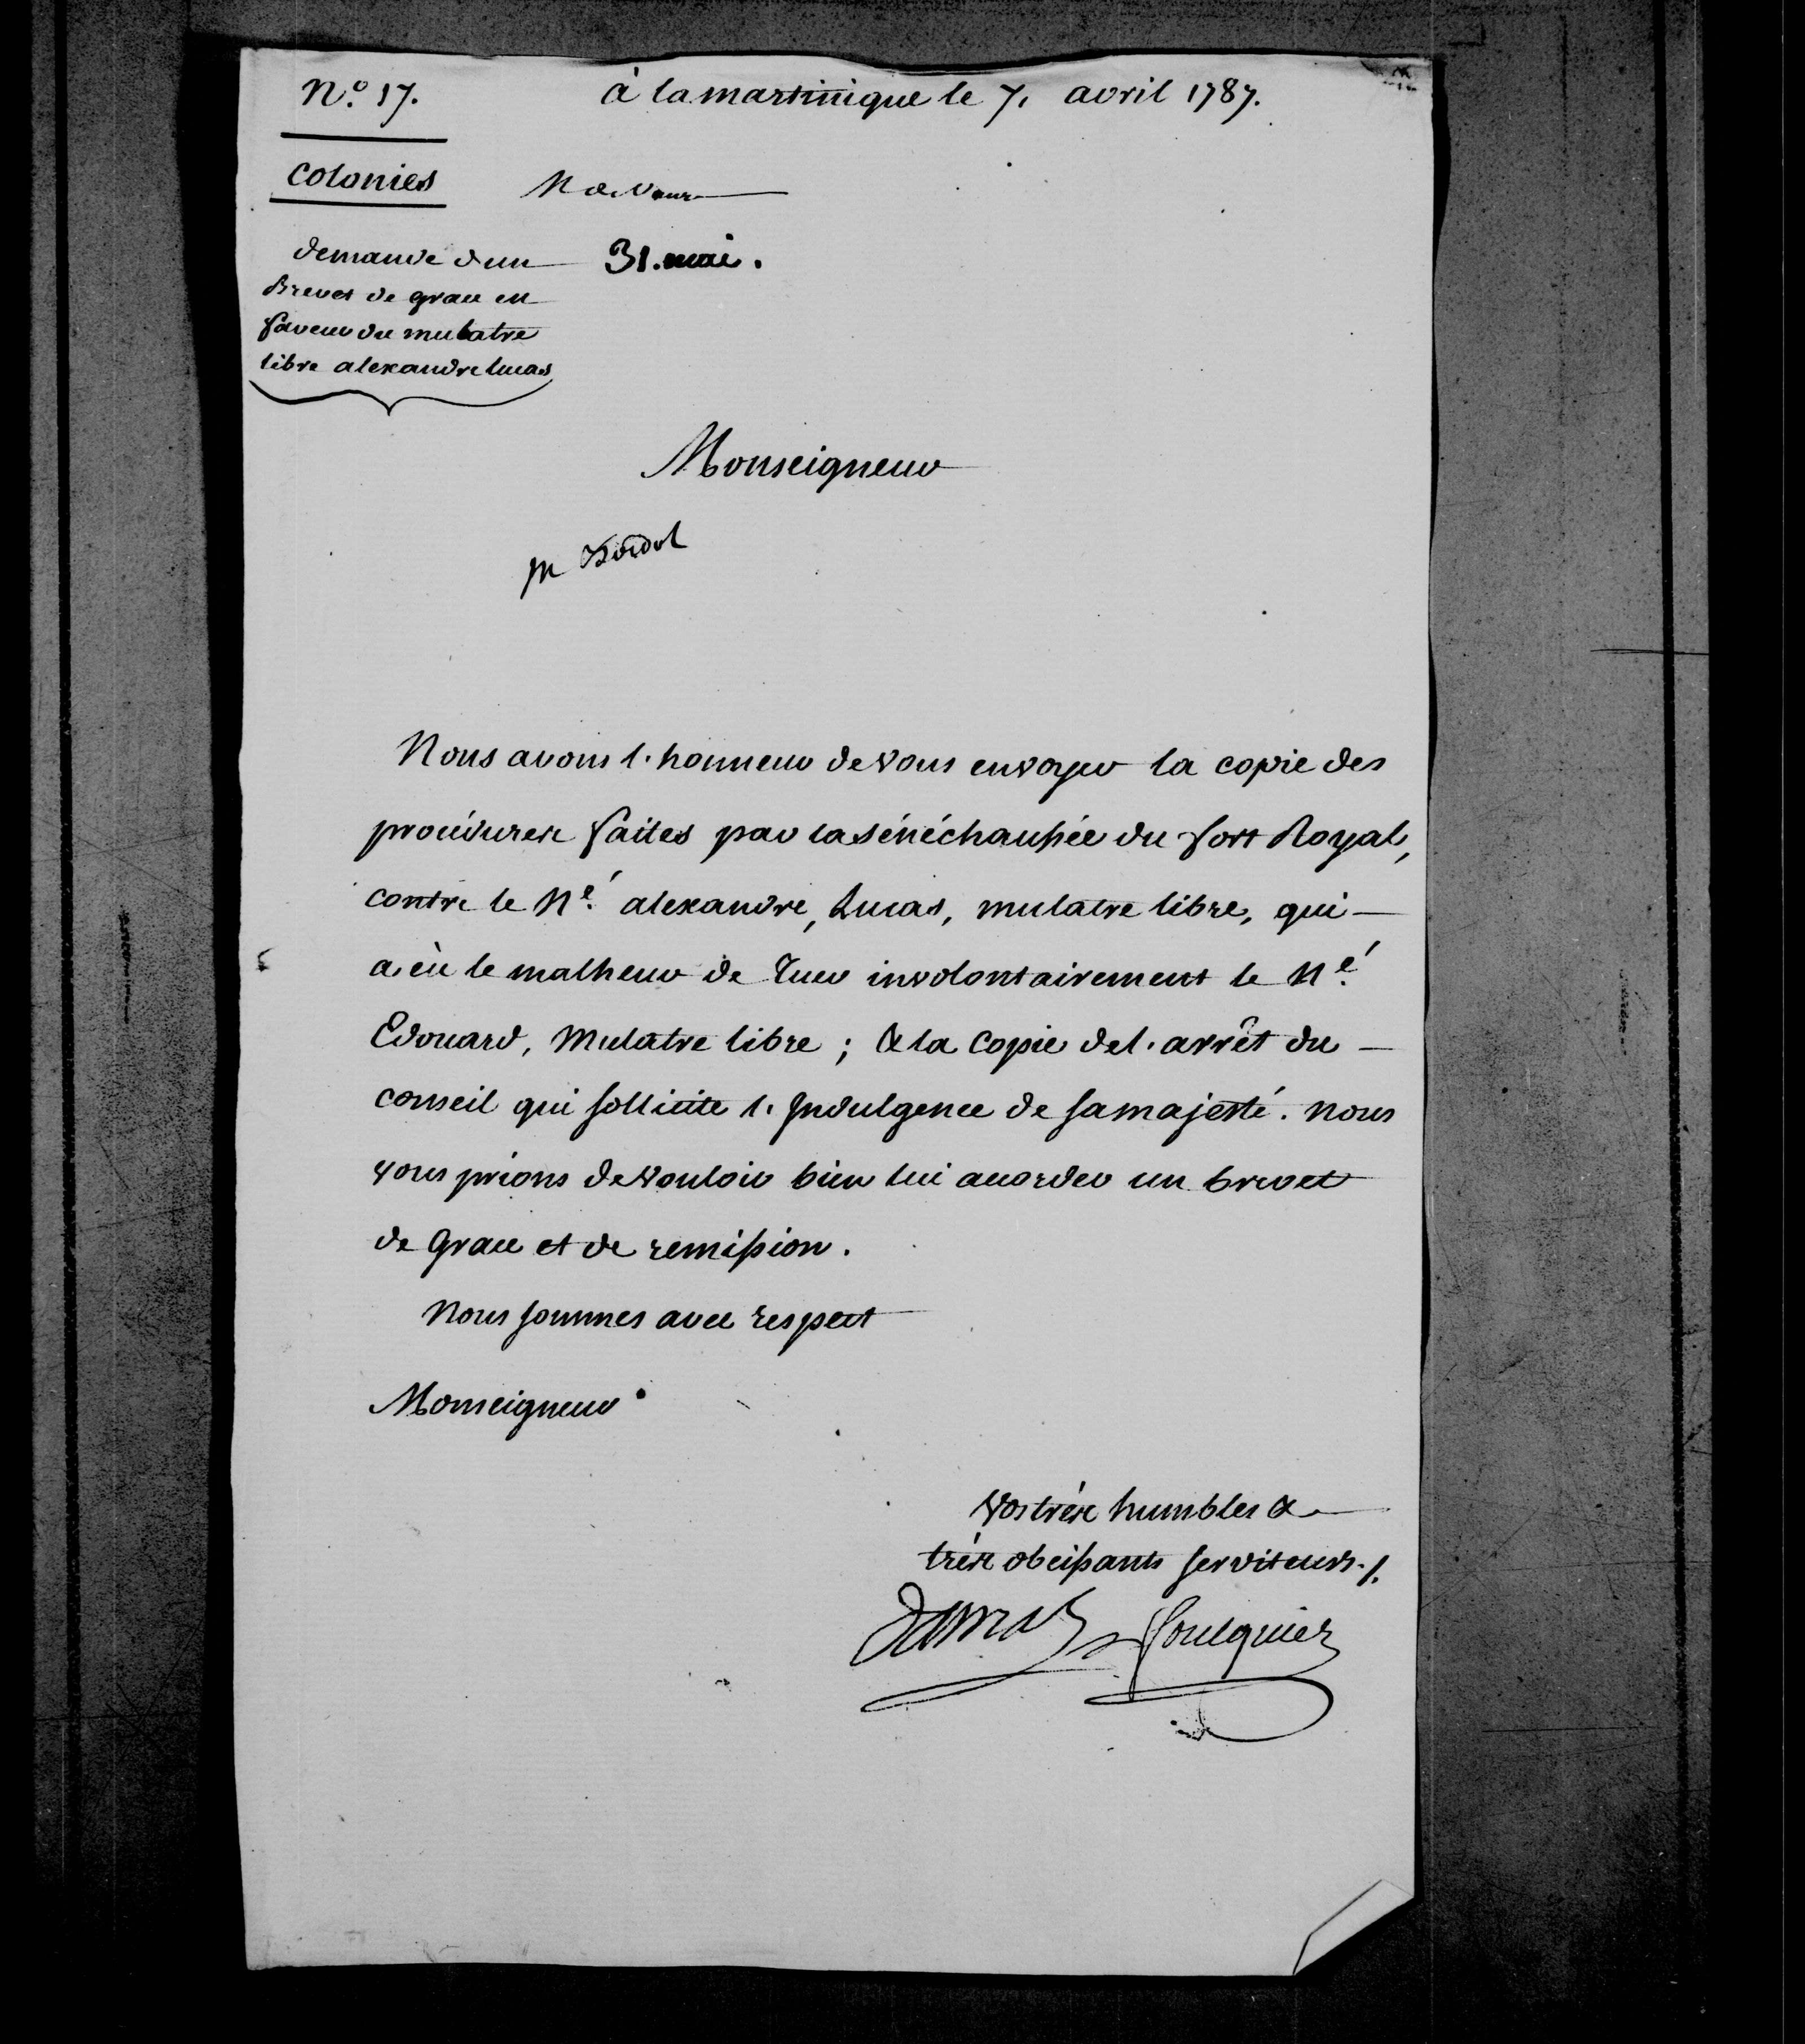 N.° 17.
à la martinique le 7. avril 1787.
Colonies
demande d'un
Brevet de grace en
faveur du mulatre
libre alexandre lucas
31. mai.
Monseigneur
M
Nous avons l'honneur de vous envoyer la copie des
procédures faites par la sénéchaussée du fort Royal,
contre le N.é alexandre, Lucas, mulatre libre, qui
a eù le malheur de Tuer involontairement le N.é
Edouard, Mulatre libre ; & la Copie de l'arrêt du
conseil qui sollicite l'Indulgence de sa majesté. nous
vous prions de vouloir bien lui accorder un brevet
de Grace et de remission.
Nous sommes avec respect
Monseigneur
Vos très humbles &
très obeissants serviteurs ./.
Damas Foulquier